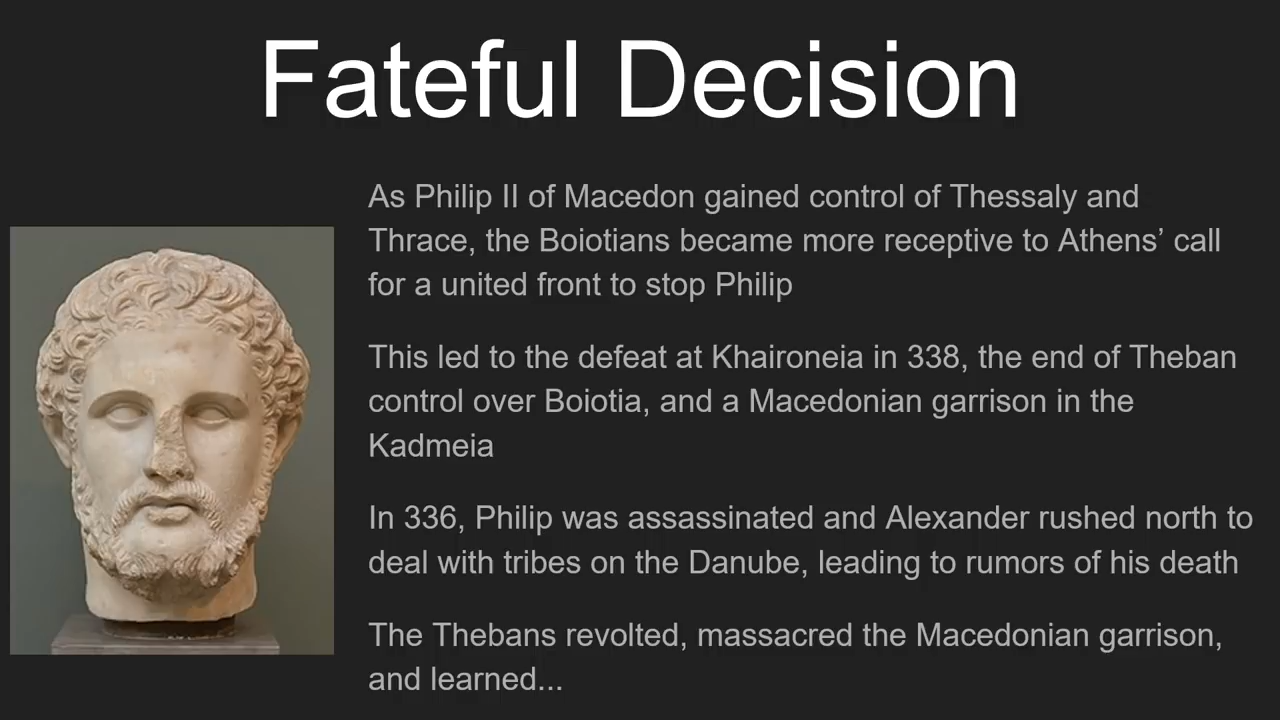 Fateful Decision
As Philip II of Macedon gained control of Thessaly and
Thrace, the Boiotians became more receptive to Athens’ call
for a united front to stop Philip
This led to the defeat at Khaironeia in 338, the end of Theban
control over Boiotia, and a Macedonian garrison in the
Kadmeia
In 336, Philip was assassinated and Alexander rushed north to
deal with tribes on the Danube, leading to rumors of his death
The Thebans revolted, massacred the Macedonian garrison,
and learned...